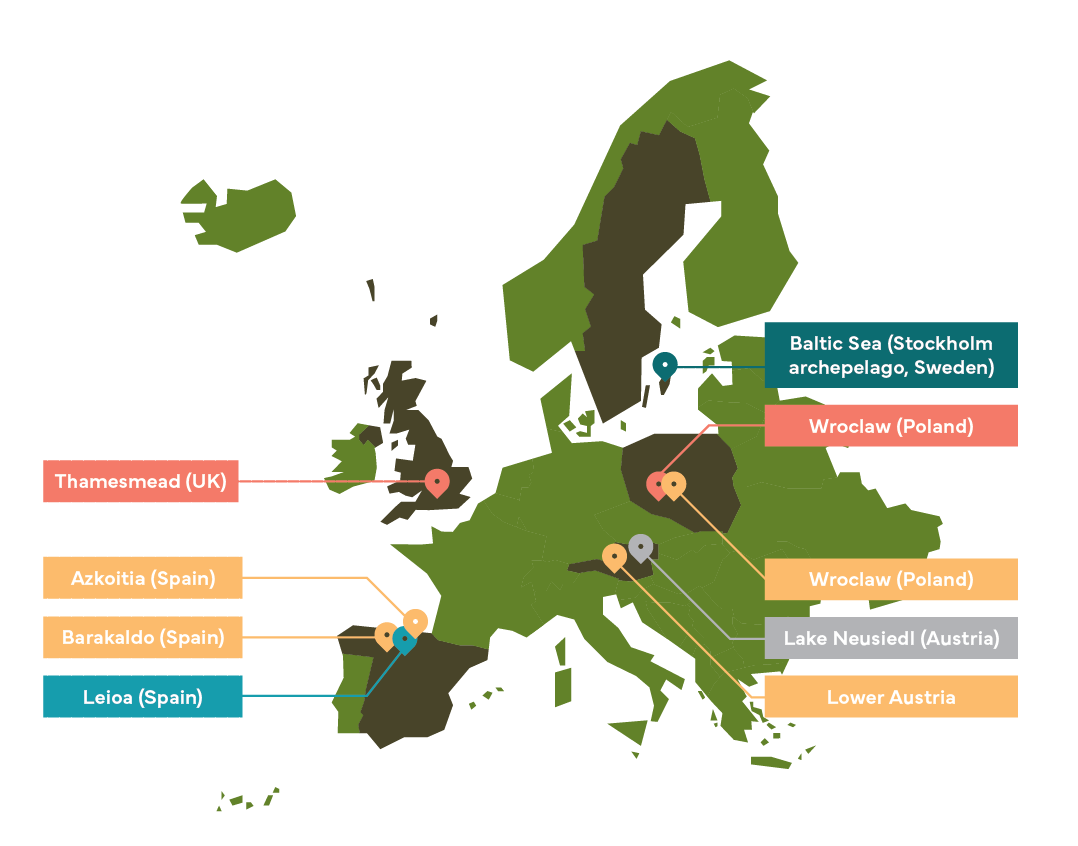 Baltic Sea (Stockholm
archepelago, Sweden)
Wroclaw (Poland)
Thamesmead (UK)
Azkoitia (Spain)
Wroclaw (Poland)
Barakaldo (Spain)
Lake Neusiedl (Austria)
Leioa (Spain)
Lower Austria